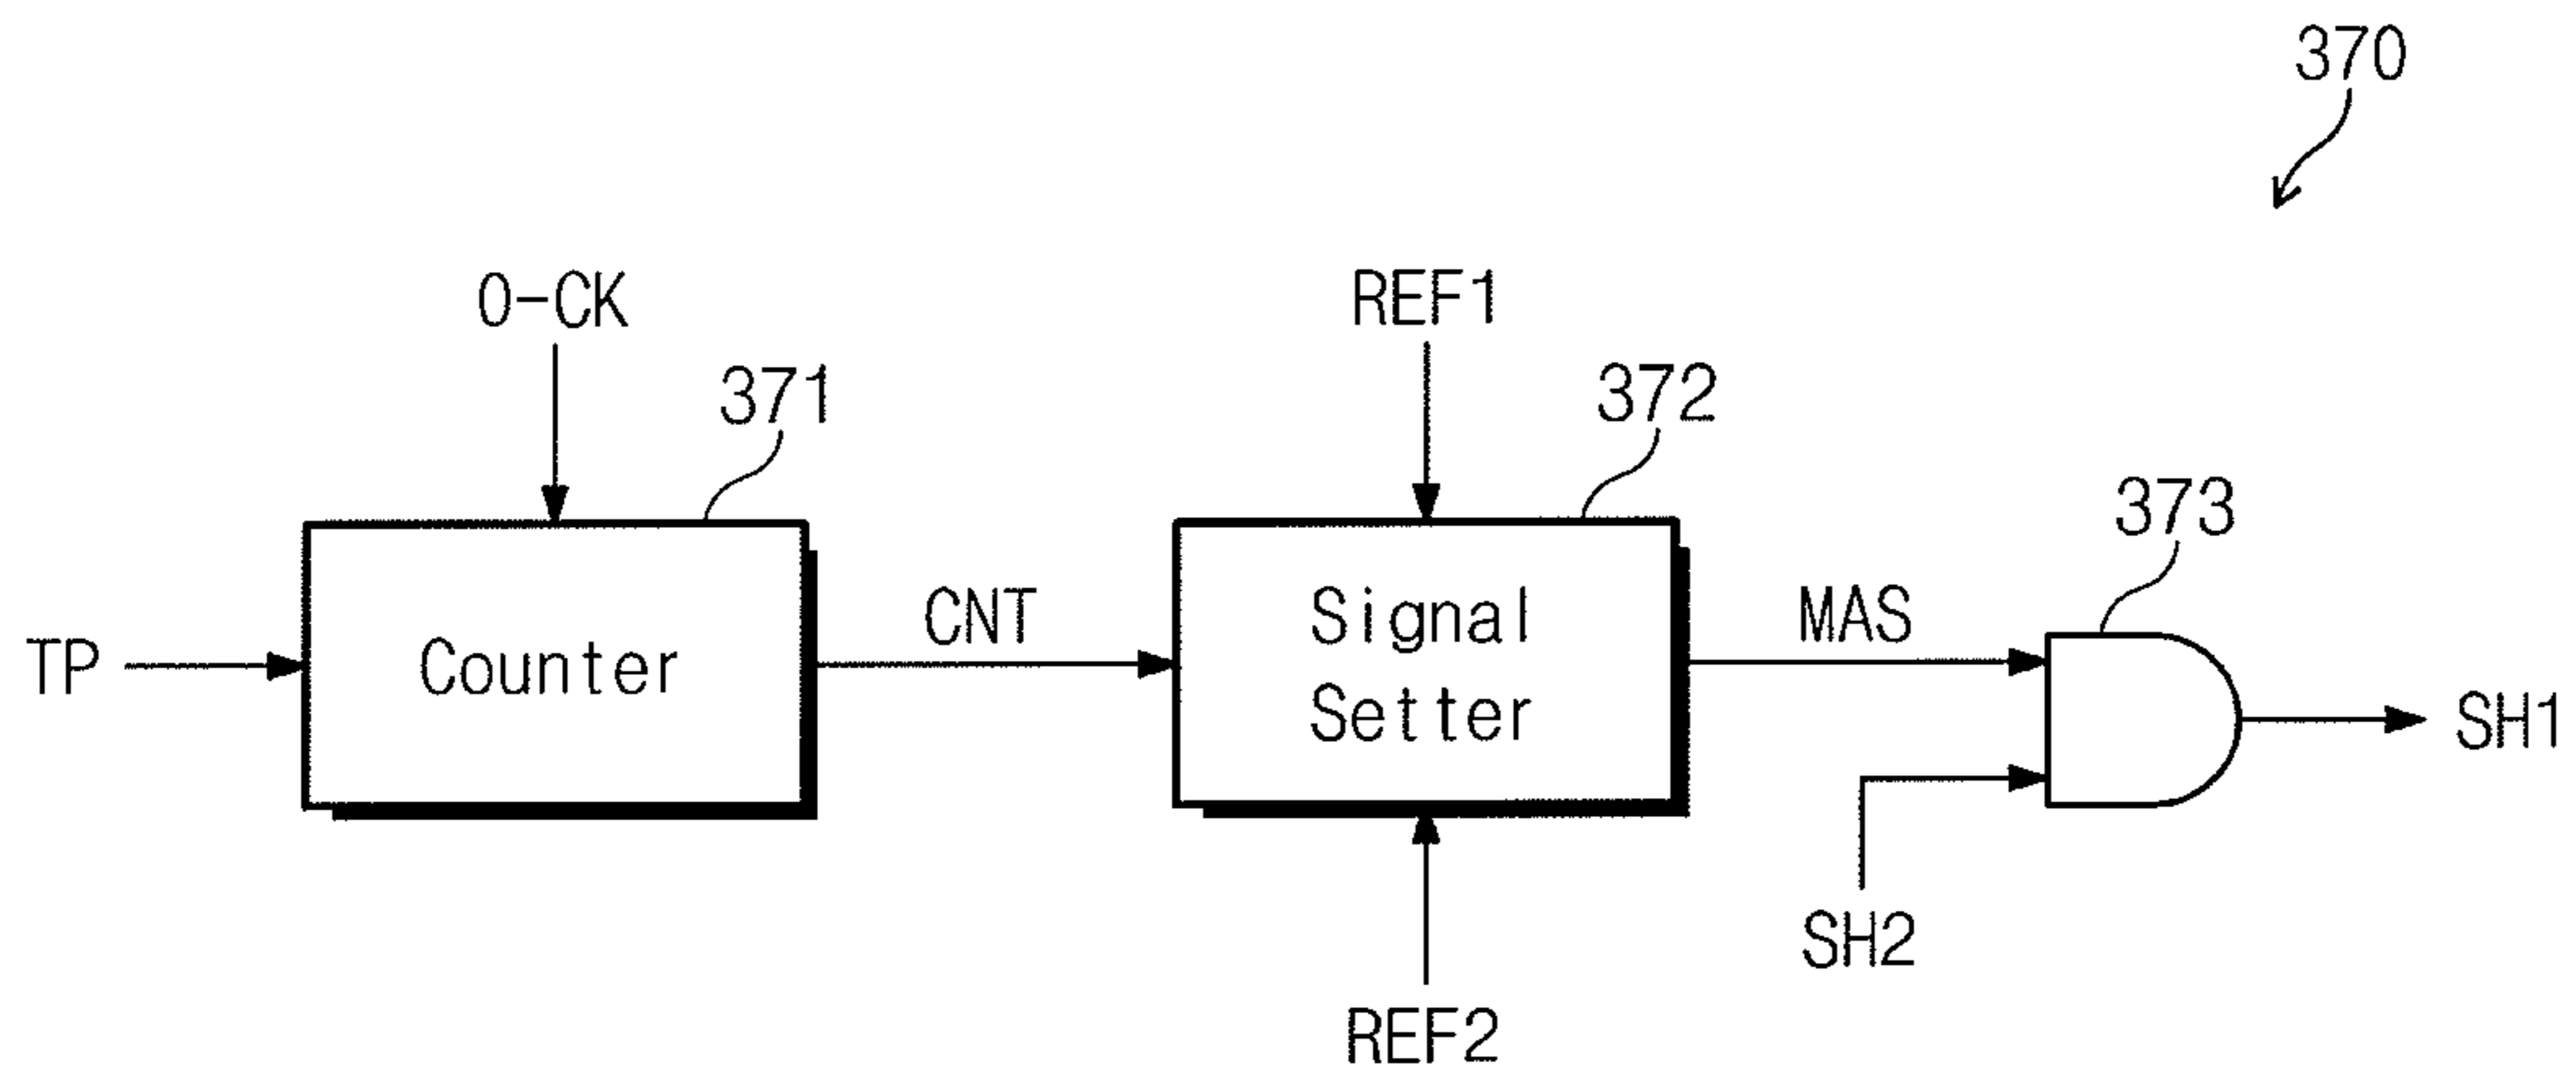 370
O-CK
REF1
371
372
373
TP
Counter
CNT
Signal
Setter
MAS
SH1
SH2
REF2